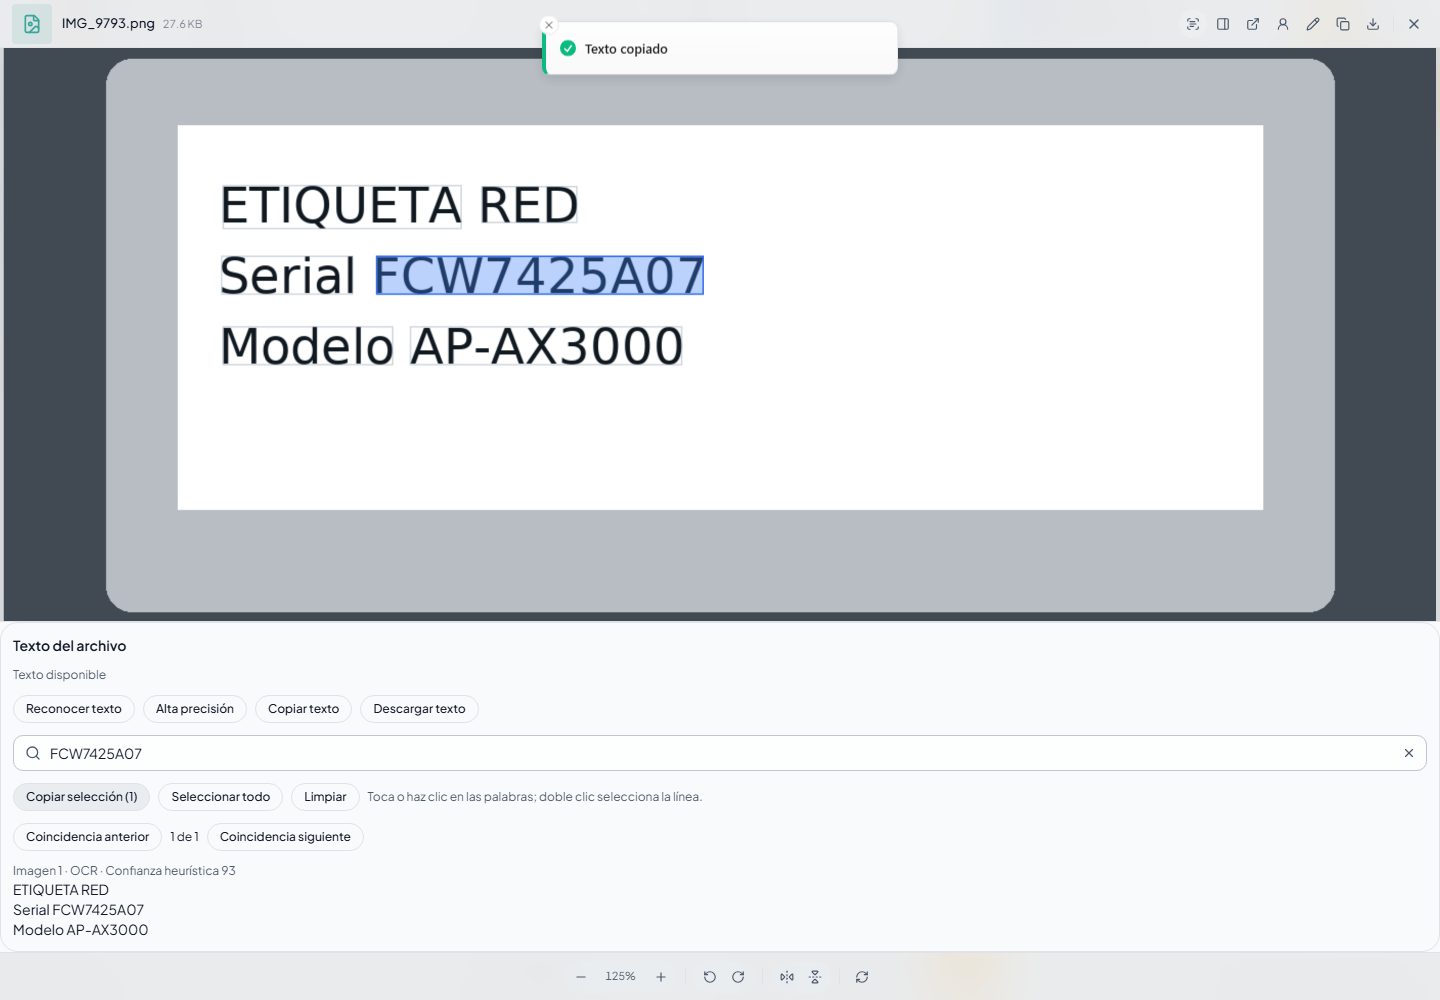 IMG_9793.png 27.6 KB
Texto copiado
ETIQUETA RED
Serial FCW7425A07
Modelo AP-AX3000
Texto del archivo
Texto disponible
Reconocer texto Alta precisión Copiar texto Descargar texto
FCW7425A07
Copiar selección (1) Seleccionar todo Limpiar Toca o haz clic en las palabras; doble clic selecciona la línea.
Coincidencia anterior 1 de 1 Coincidencia siguiente
Imagen 1 · OCR · Confianza heurística 93
ETIQUETA RED
Serial FCW7425A07
Modelo AP-AX3000
125%